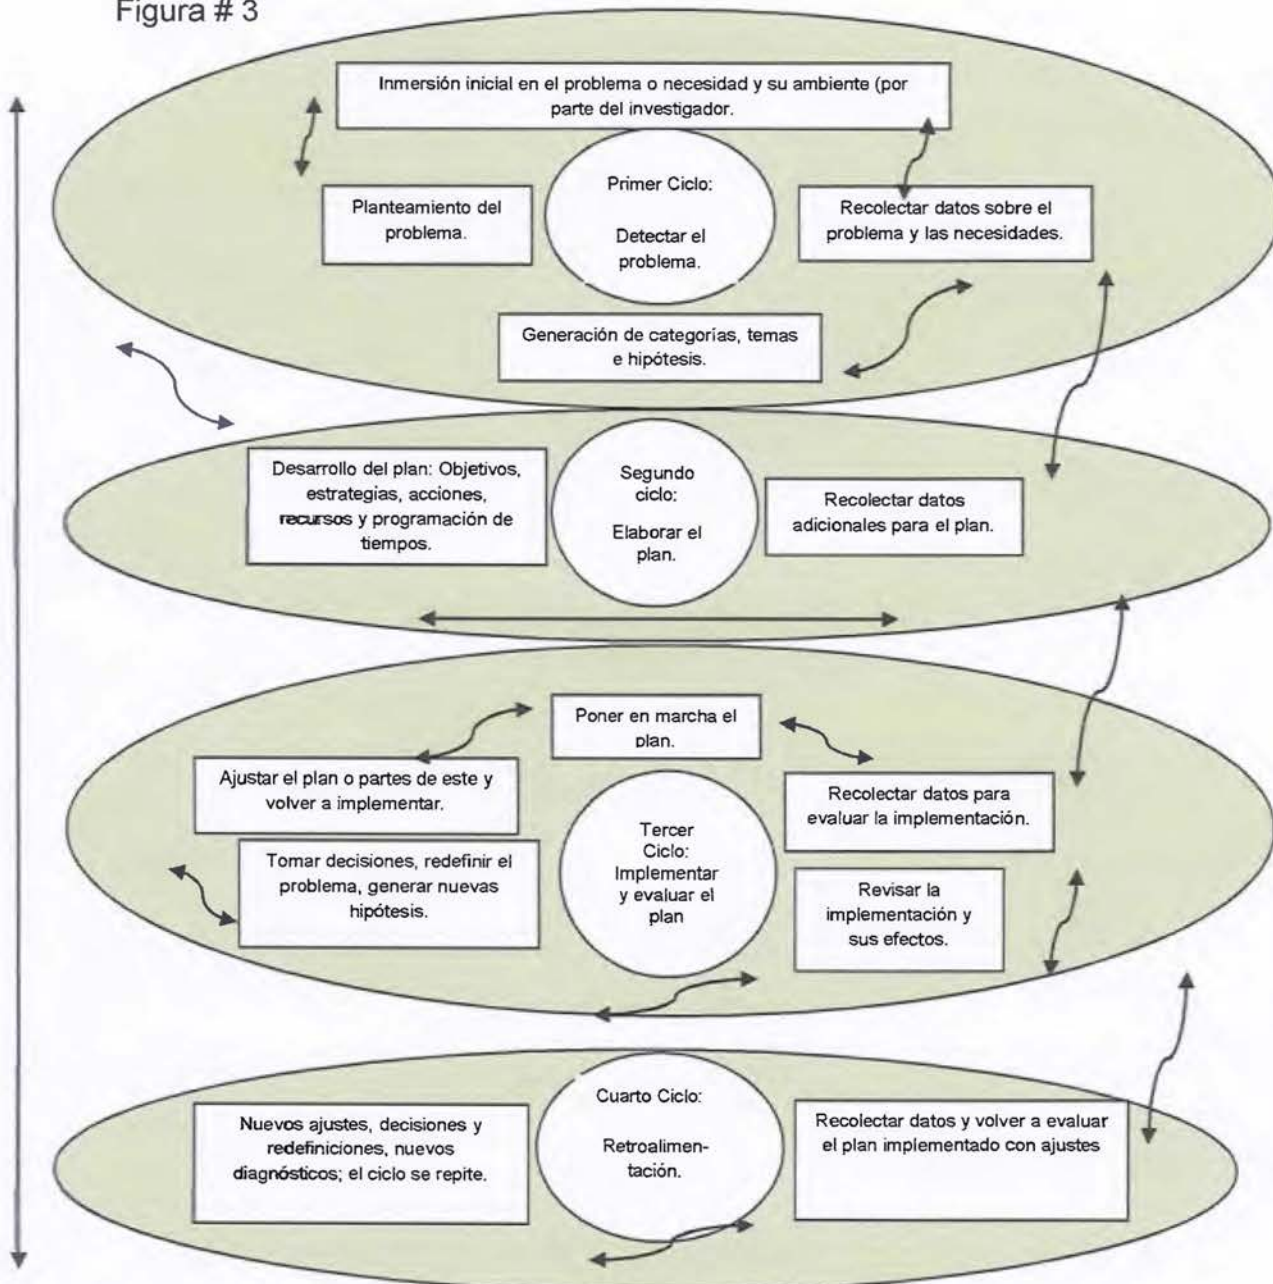 Figura # 3
Inmersión inicial en el problema o necesidad y su ambiente (por
parte del investigador.
Primer Ciclo:
Detectar el
problema.
Planteamiento del
problema.
Recolectar datos sobre el
problema y las necesidades.
Generación de categorías, temas
e hipótesis.
Desarrollo del plan: Objetivos,
estrategias, acciones,
recursos y programación de
tiempos.
Segundo
ciclo:
Elaborar el
plan.
Recolectar datos
adicionales para el plan.
Poner en marcha el
plan.
Ajustar el plan o partes de este y
volver a implementar.
Recolectar datos para
evaluar la implementación.
Tercer
Ciclo:
Implementar
y evaluar el
plan
Tomar decisiones, redefinir el
problema, generar nuevas
hipótesis.
Revisar la
implementación y
sus efectos.
Cuarto Ciclo:
Retroalimen-
tación.
Nuevos ajustes, decisiones y
redefiniciones, nuevos
diagnósticos; el ciclo se repite.
Recolectar datos y volver a evaluar
el plan implementado con ajustes